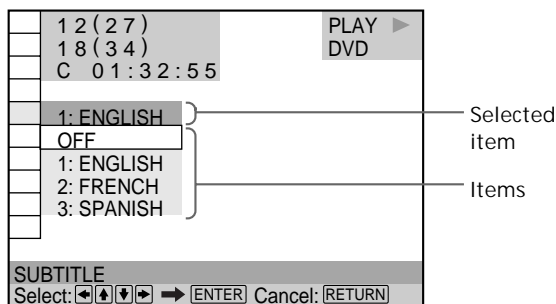 12(27)
18(34)
C 01:32:55
PLAY
DVD
1: ENGLISH
OFF
1: ENGLISH
2: FRENCH
3: SPANISH
Selected
item
Items
SUBTITLE
Select: ENTER Cancel: RETURN